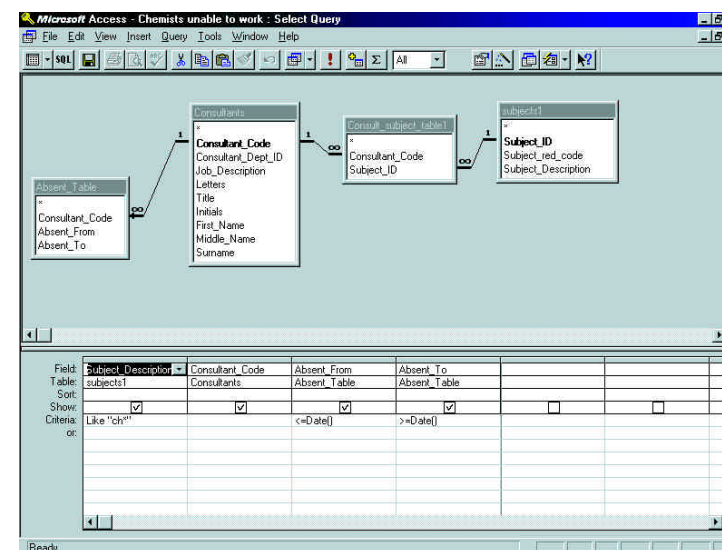 Microsoft Access - Chemists unable to work : Select Query
File Edit View Insert Query Tools Window Help
SQL All
Consultants
*
Consultant_Code
Consultant_Dept_ID
Job_Description
Letters
Title
Initials
First_Name
Middle_Name
Surname
Consult_subject_table1
*
Consultant_Code
Subject_ID
subjects1
*
Subject_ID
Subject_red_code
Subject_Description
Absent_Table
*
Consultant_Code
Absent_From
Absent_To
1 ∞ 1 ∞ 1 ∞
Field: Subject_Description Consultant_Code Absent_From Absent_To
Table: subjects1 Consultants Absent_Table Absent_Table
Sort:
Show:
Criteria: Like "ch*" <=Date() >=Date()
or:
Ready